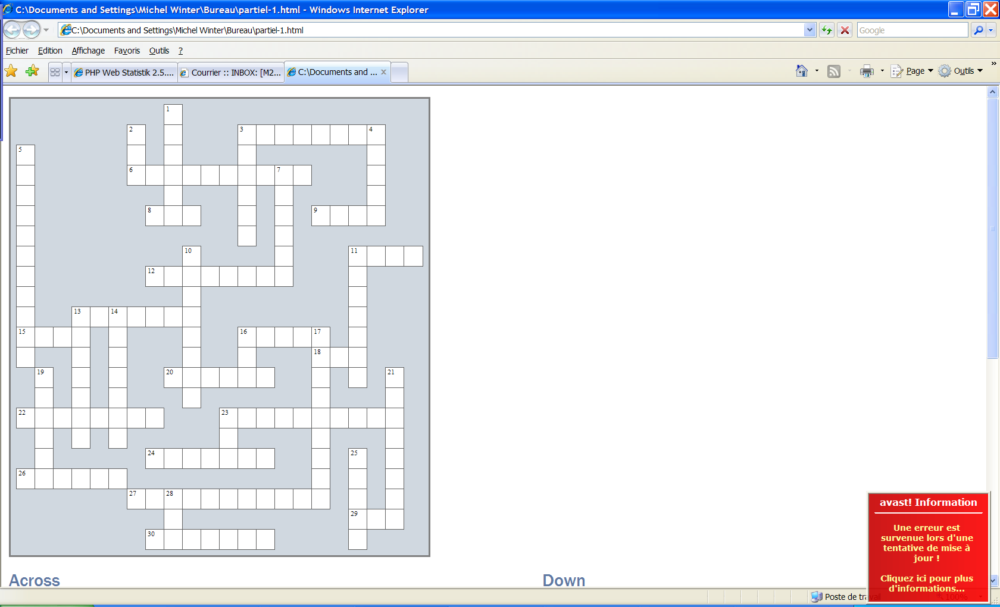 C:\Documents and Settings\Michel Winter\Bureau\partiel-1.html - Windows Internet Explorer
C:\Documents and Settings\Michel Winter\Bureau\partiel-1.html
Google
Fichier Edition Affichage Favoris Outils ?
PHP Web Statistik 2.5.... Courrier :: INBOX: [M2... C:\Documents and ... Page Outils
1
2 3 4
5
6 7
8 9
10 11
12
13 14
15 16 17
18
19 20 21
22 23
24 25
26
27 28
29
30
Across Down
avast! Information
Une erreur est
survenue lors d'une
tentative de mise à
jour !
Cliquez ici pour plus
d'informations...
Poste de travail 100%